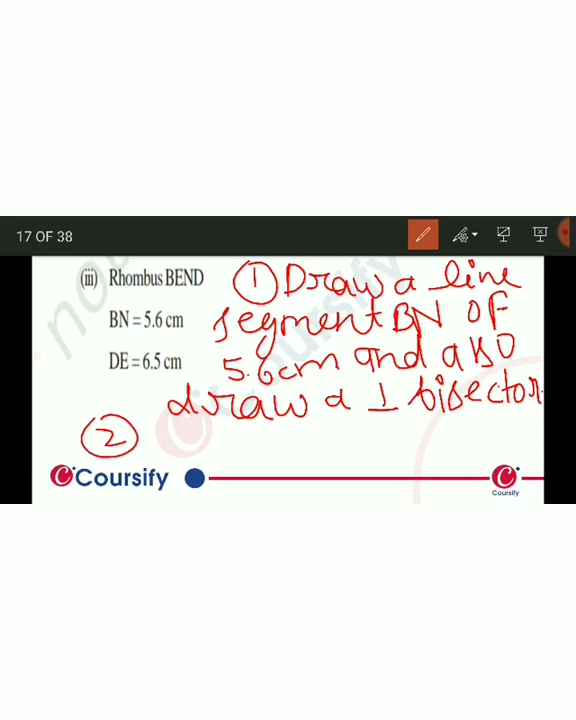 17 OF 38
(iii) Rhombus BEND
BN = 5.6 cm
DE = 6.5 cm
① Draw a line
segment BN OF
5.6cm and also
draw a ⊥ bisector
②
Coursify
Coursify